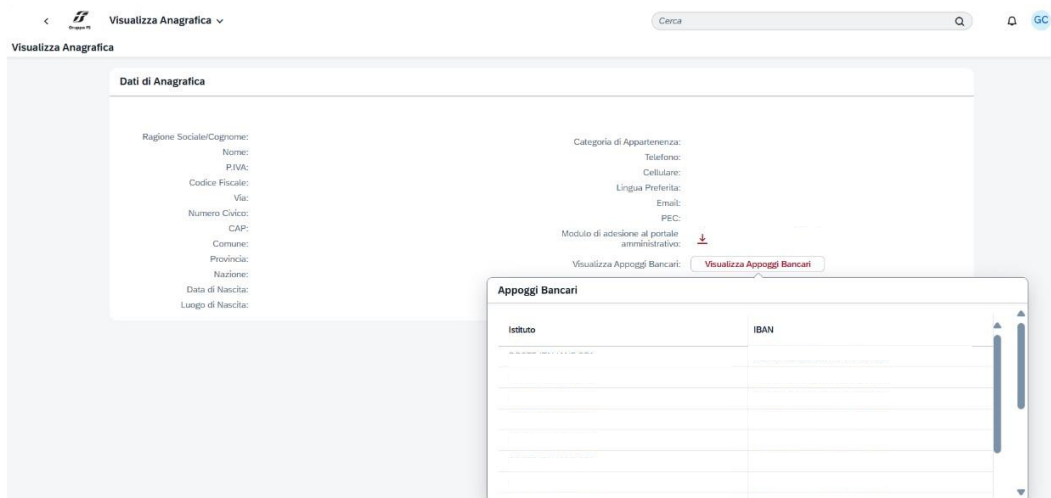 Gruppo FS
Visualizza Anagrafica
Cerca
GC
Visualizza Anagrafica
Dati di Anagrafica
Ragione Sociale/Cognome:
Nome:
P.IVA:
Codice Fiscale:
Via:
Numero Civico:
CAP:
Comune:
Provincia:
Nazione:
Data di Nascita:
Luogo di Nascita:
Categoria di Appartenenza:
Telefono:
Cellulare:
Lingua Preferita:
Email:
PEC:
Modulo di adesione al portale
amministrativo:
Visualizza Appoggi Bancari: Visualizza Appoggi Bancari
Appoggi Bancari
Istituto IBAN